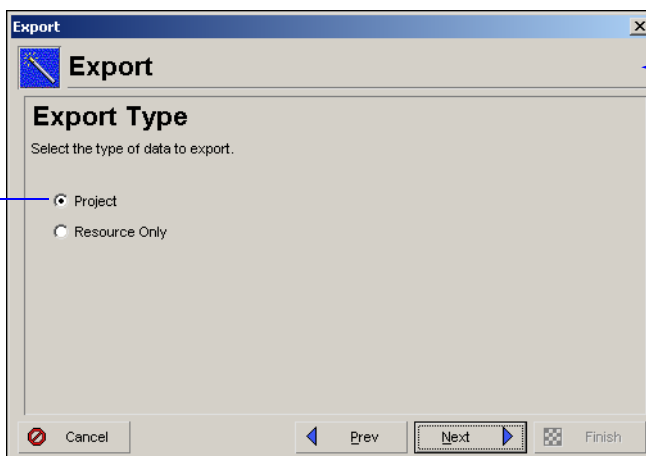 Export
Export
Export Type
Select the type of data to export.
Project
Resource Only
Cancel
Prev
Next
Finish